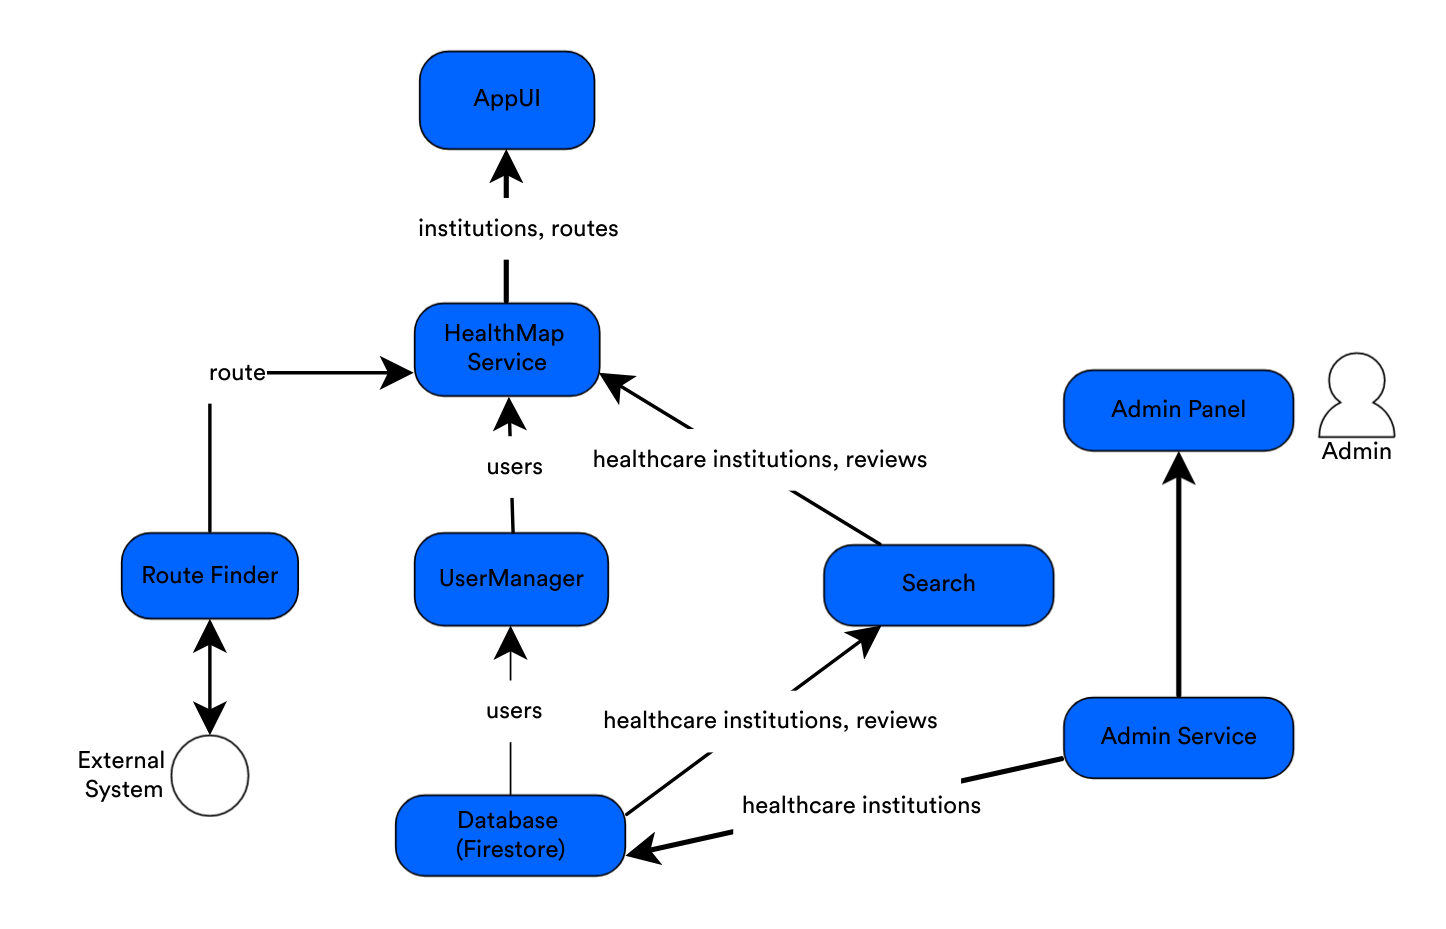 AppUI
institutions, routes
HealthMap
Service
route
Admin Panel
Admin
users
healthcare institutions, reviews
Route Finder
UserManager
Search
users
healthcare institutions, reviews
Admin Service
External
System
healthcare institutions
Database
(Firestore)